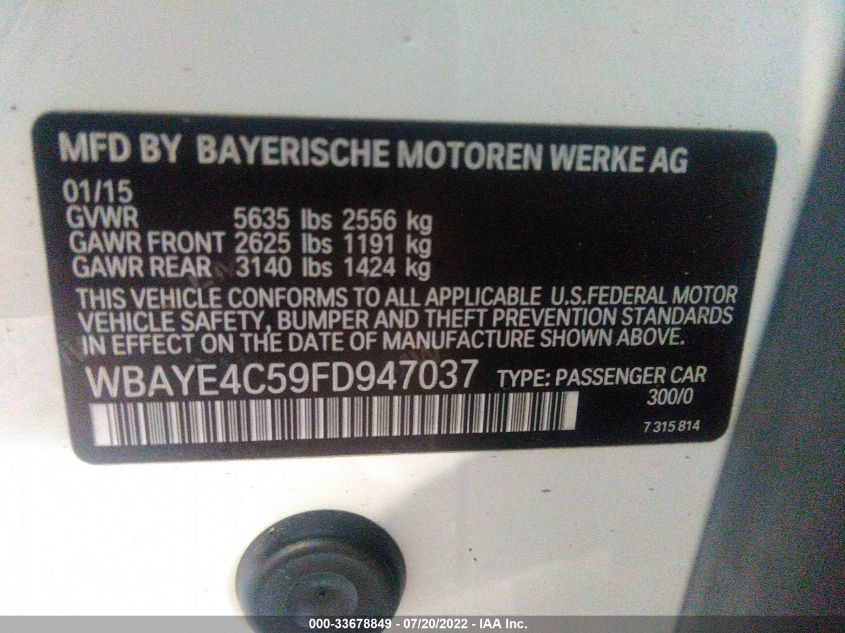 MFD BY BAYERISCHE MOTOREN WERKE AG
01/15
GVWR 5635 lbs 2556 kg
GAWR FRONT 2625 lbs 1191 kg
GAWR REAR 3140 lbs 1424 kg
THIS VEHICLE CONFORMS TO ALL APPLICABLE U.S.FEDERAL MOTOR
VEHICLE SAFETY, BUMPER AND THEFT PREVENTION STANDARDS
IN EFFECT ON THE DATE OF MANUFACTURE SHOWN ABOVE.
WBAYE4C59FD947037 TYPE: PASSENGER CAR
300/0
7 315 814
000-33678849 - 07/20/2022 - IAA Inc.